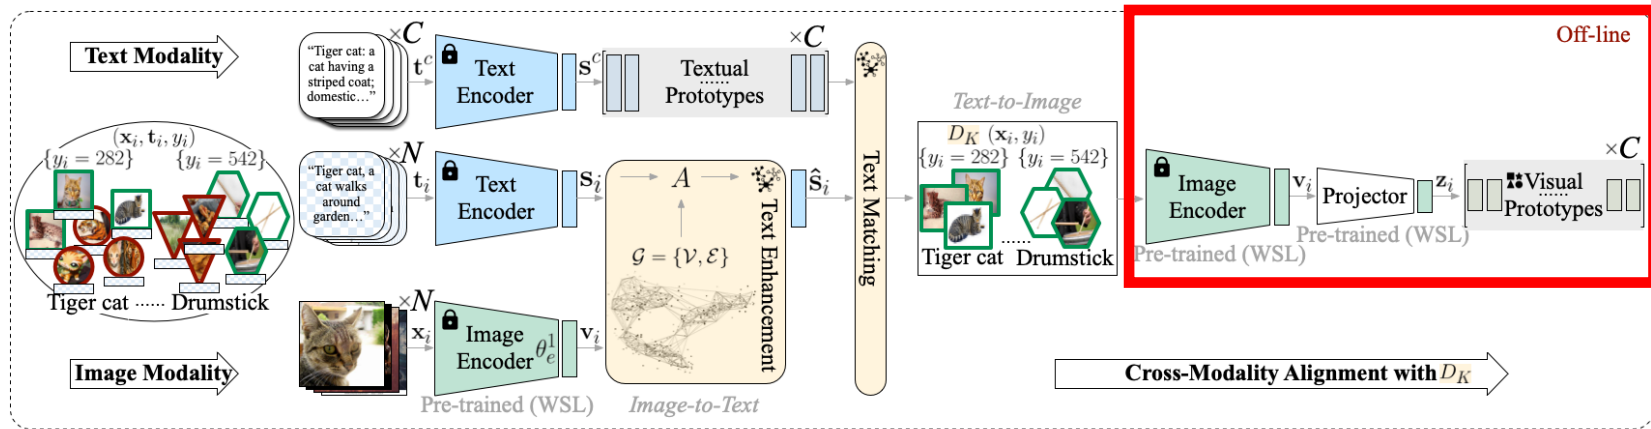 Text Modality
×C
“Tiger cat: a
cat having a
striped coat;
domestic…”
t^c
Text
Encoder
s^c
×C
Textual
......
Prototypes
(x_i, t_i, y_i)
{y_i = 282} {y_i = 542}
Tiger cat ...... Drumstick
×N
“Tiger cat, a
cat walks
around
garden…”
t_i
Text
Encoder
s_i
A
ŝ_i
G = {V, E}
Text Enhancement
Image-to-Text
×N
x_i
Image
Encoder θ_e^1
v_i
Pre-trained (WSL)
Image Modality
Text Matching
Text-to-Image
D_K (x_i, y_i)
{y_i = 282} {y_i = 542}
......
Tiger cat Drumstick
Off-line
Image
Encoder
Pre-trained (WSL)
v_i
Projector
Pre-trained (WSL)
z_i
×C
Visual
......
Prototypes
Cross-Modality Alignment with D_K